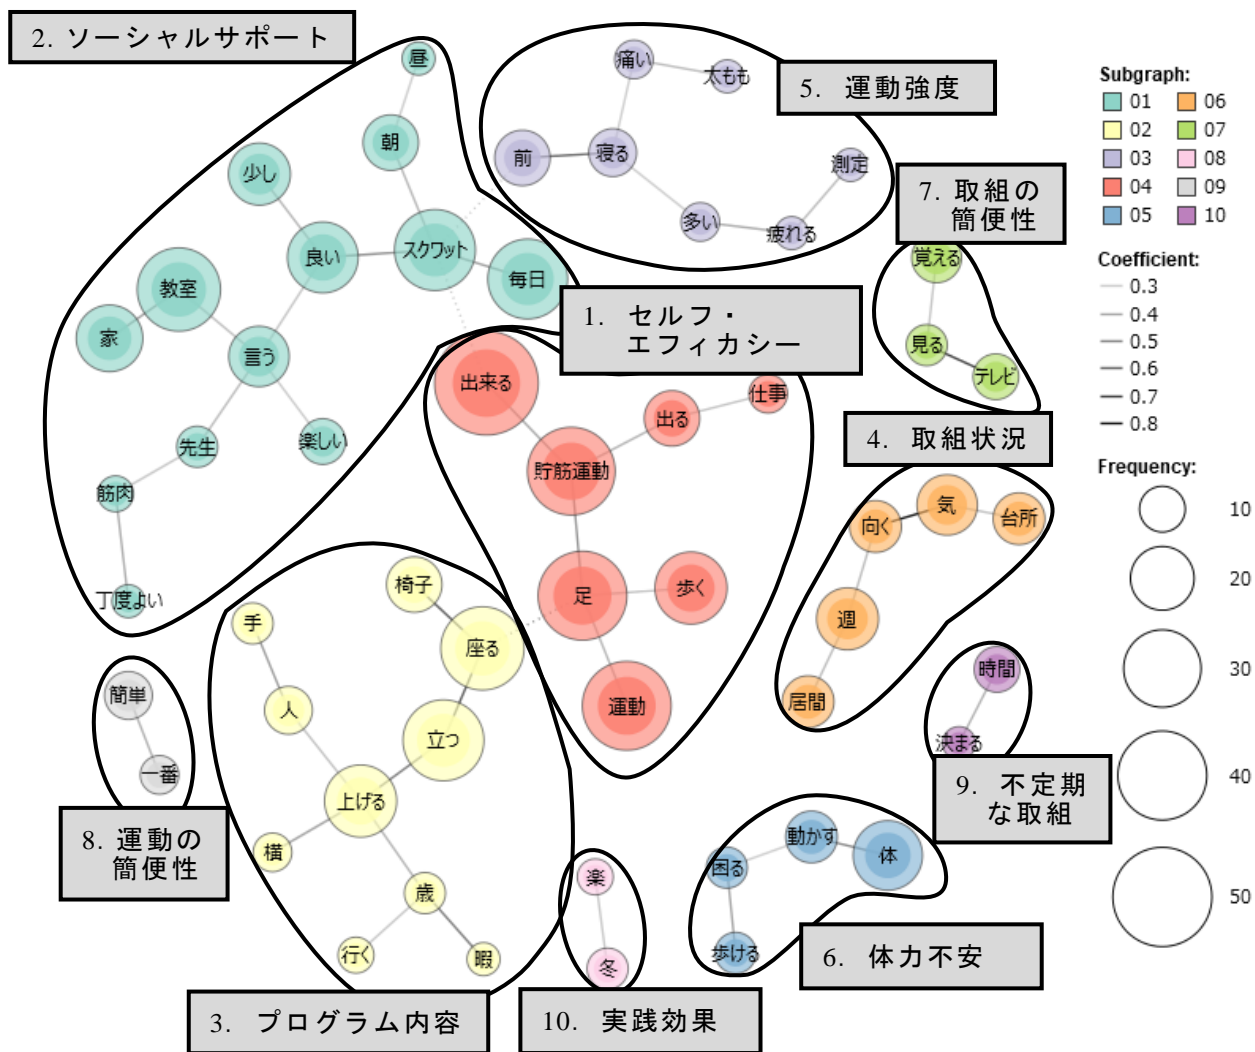 2. ソーシャルサポート
昼
朝
少し
良い
スクワット
毎日
教室
家
言う
先生
楽しい
筋肉
丁度よい
5. 運動強度
痛い
太もも
前
寝る
測定
多い
疲れる
7. 取組の
簡便性
覚える
見る
テレビ
1. セルフ・
エフィカシー
出来る
仕事
出る
貯筋運動
足
歩く
運動
4. 取組状況
向く
気
台所
週
居間
時間
決まる
9. 不定期
な取組
椅子
手
座る
人
立つ
上げる
横
歳
行く
暇
3. プログラム内容
簡単
一番
8. 運動の
簡便性
楽
冬
10. 実践効果
動かす
体
困る
歩ける
6. 体力不安
Subgraph:
01 06
02 07
03 08
04 09
05 10
Coefficient:
0.3
0.4
0.5
0.6
0.7
0.8
Frequency:
10
20
30
40
50